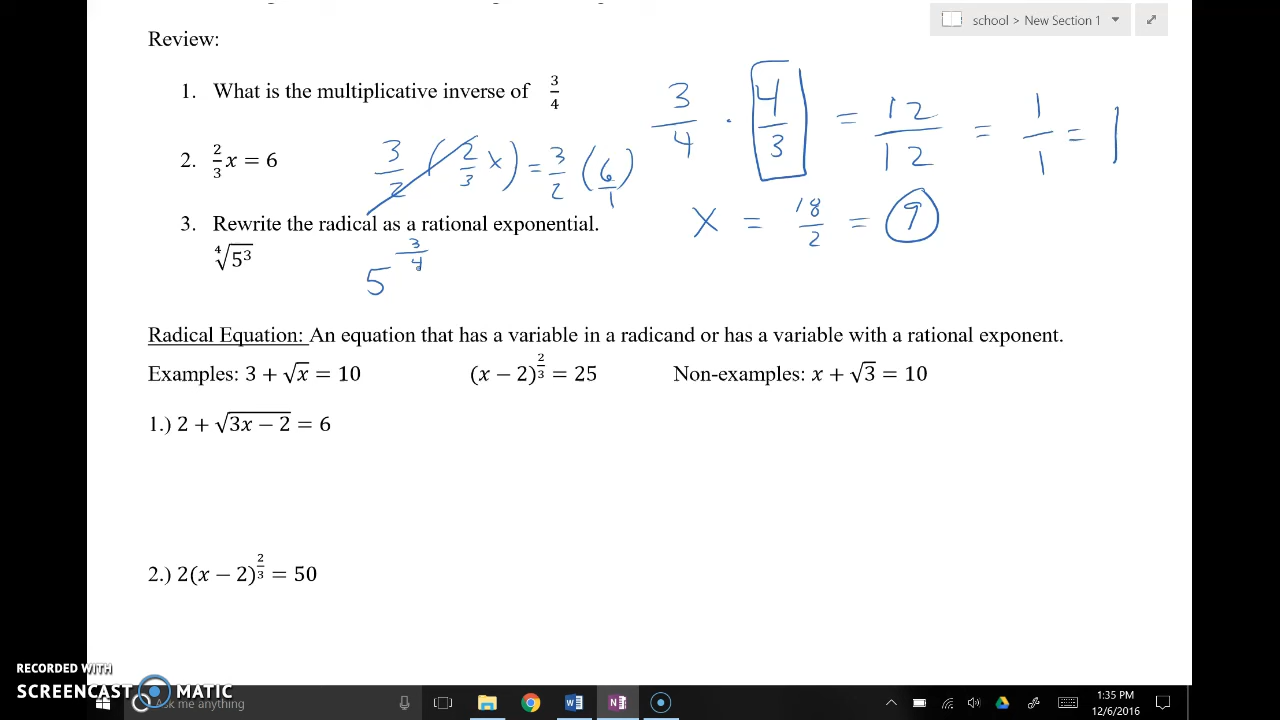 school > New Section 1
Review:
1. What is the multiplicative inverse of 3/4
3/4 · 4/3 = 12/12 = 1/1 = 1
2. 2/3 x = 6
3/2 (2/3 x) = 3/2 (6/1)
x = 18/2 = 9
3. Rewrite the radical as a rational exponential.
∜5³
5^(3/4)
Radical Equation: An equation that has a variable in a radicand or has a variable with a rational exponent.
Examples: 3 + √x = 10 (x − 2)^(2/3) = 25 Non-examples: x + √3 = 10
1.) 2 + √(3x − 2) = 6
2.) 2(x − 2)^(2/3) = 50
RECORDED WITH
SCREENCAST MATIC
Ask me anything
1:35 PM
12/6/2016